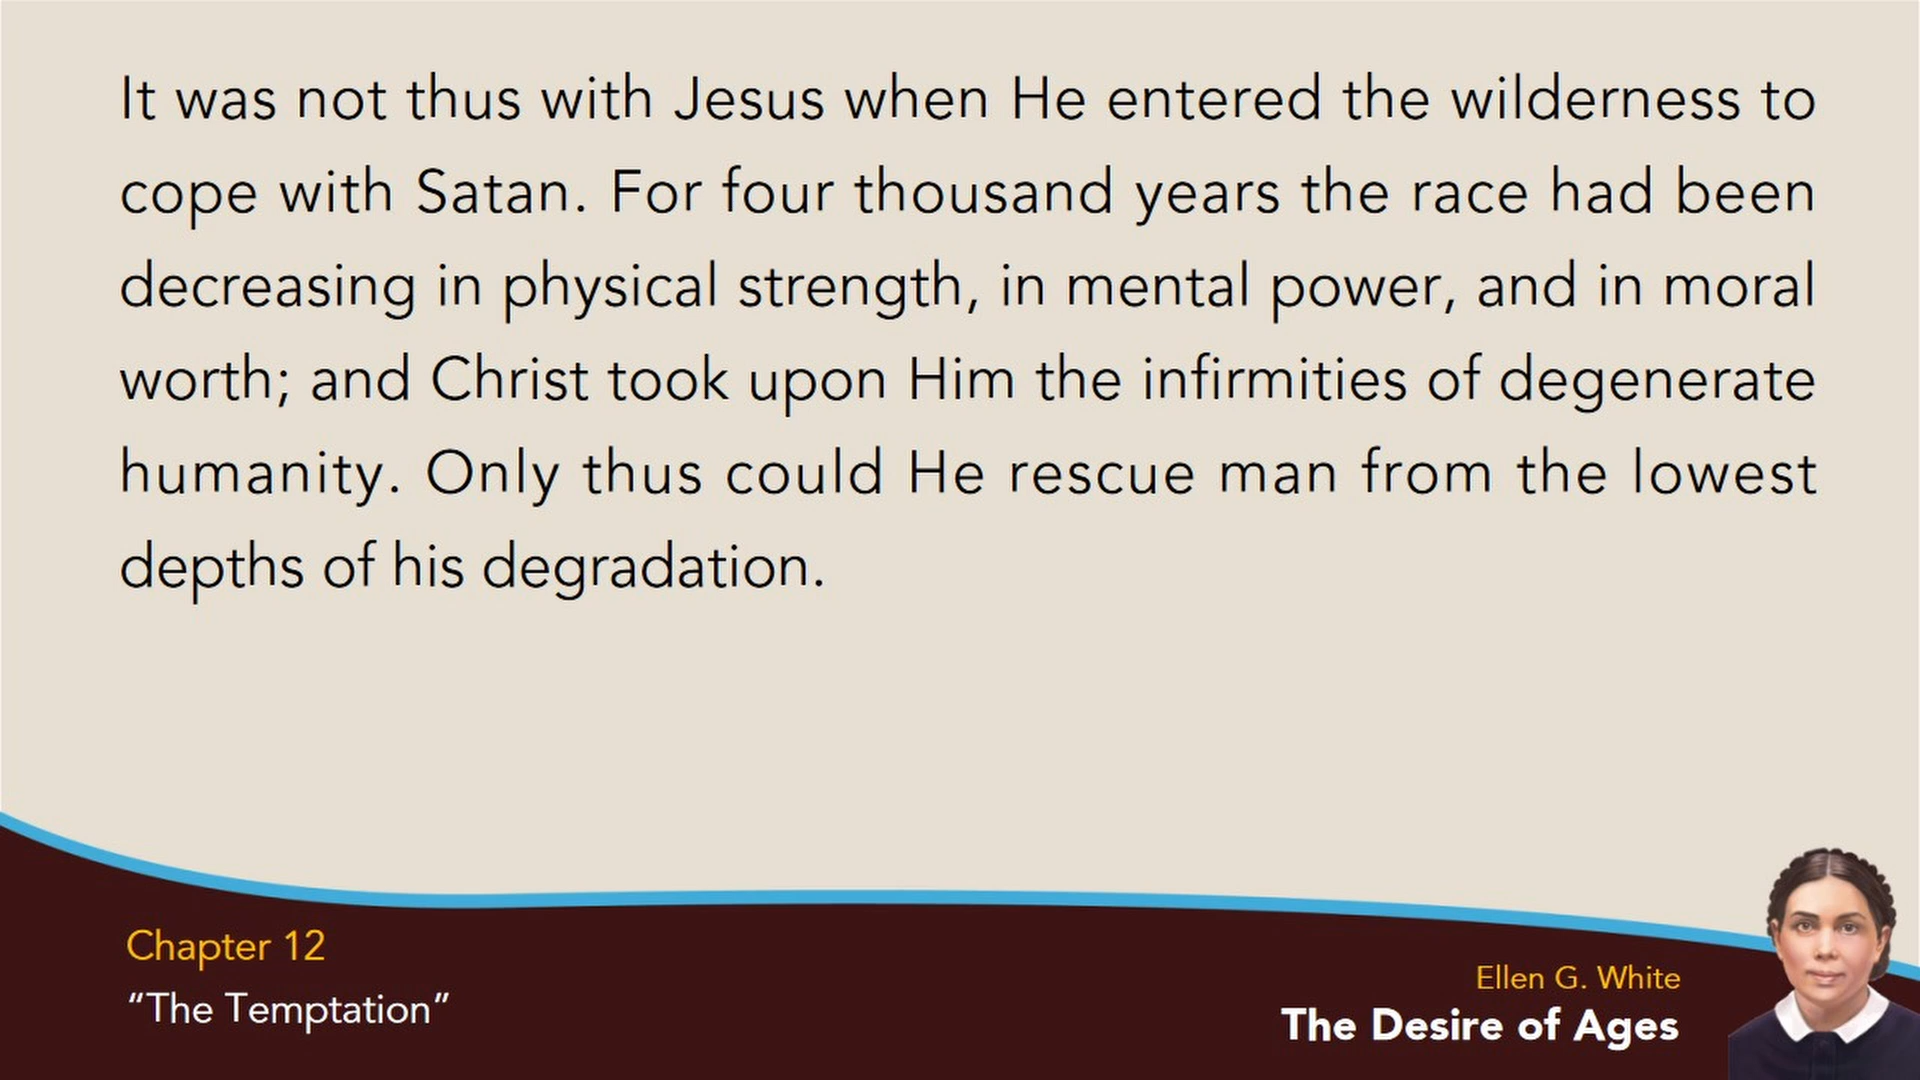 It was not thus with Jesus when He entered the wilderness to
cope with Satan. For four thousand years the race had been
decreasing in physical strength, in mental power, and in moral
worth; and Christ took upon Him the infirmities of degenerate
humanity. Only thus could He rescue man from the lowest
depths of his degradation.
Chapter 12
“The Temptation”
Ellen G. White
The Desire of Ages